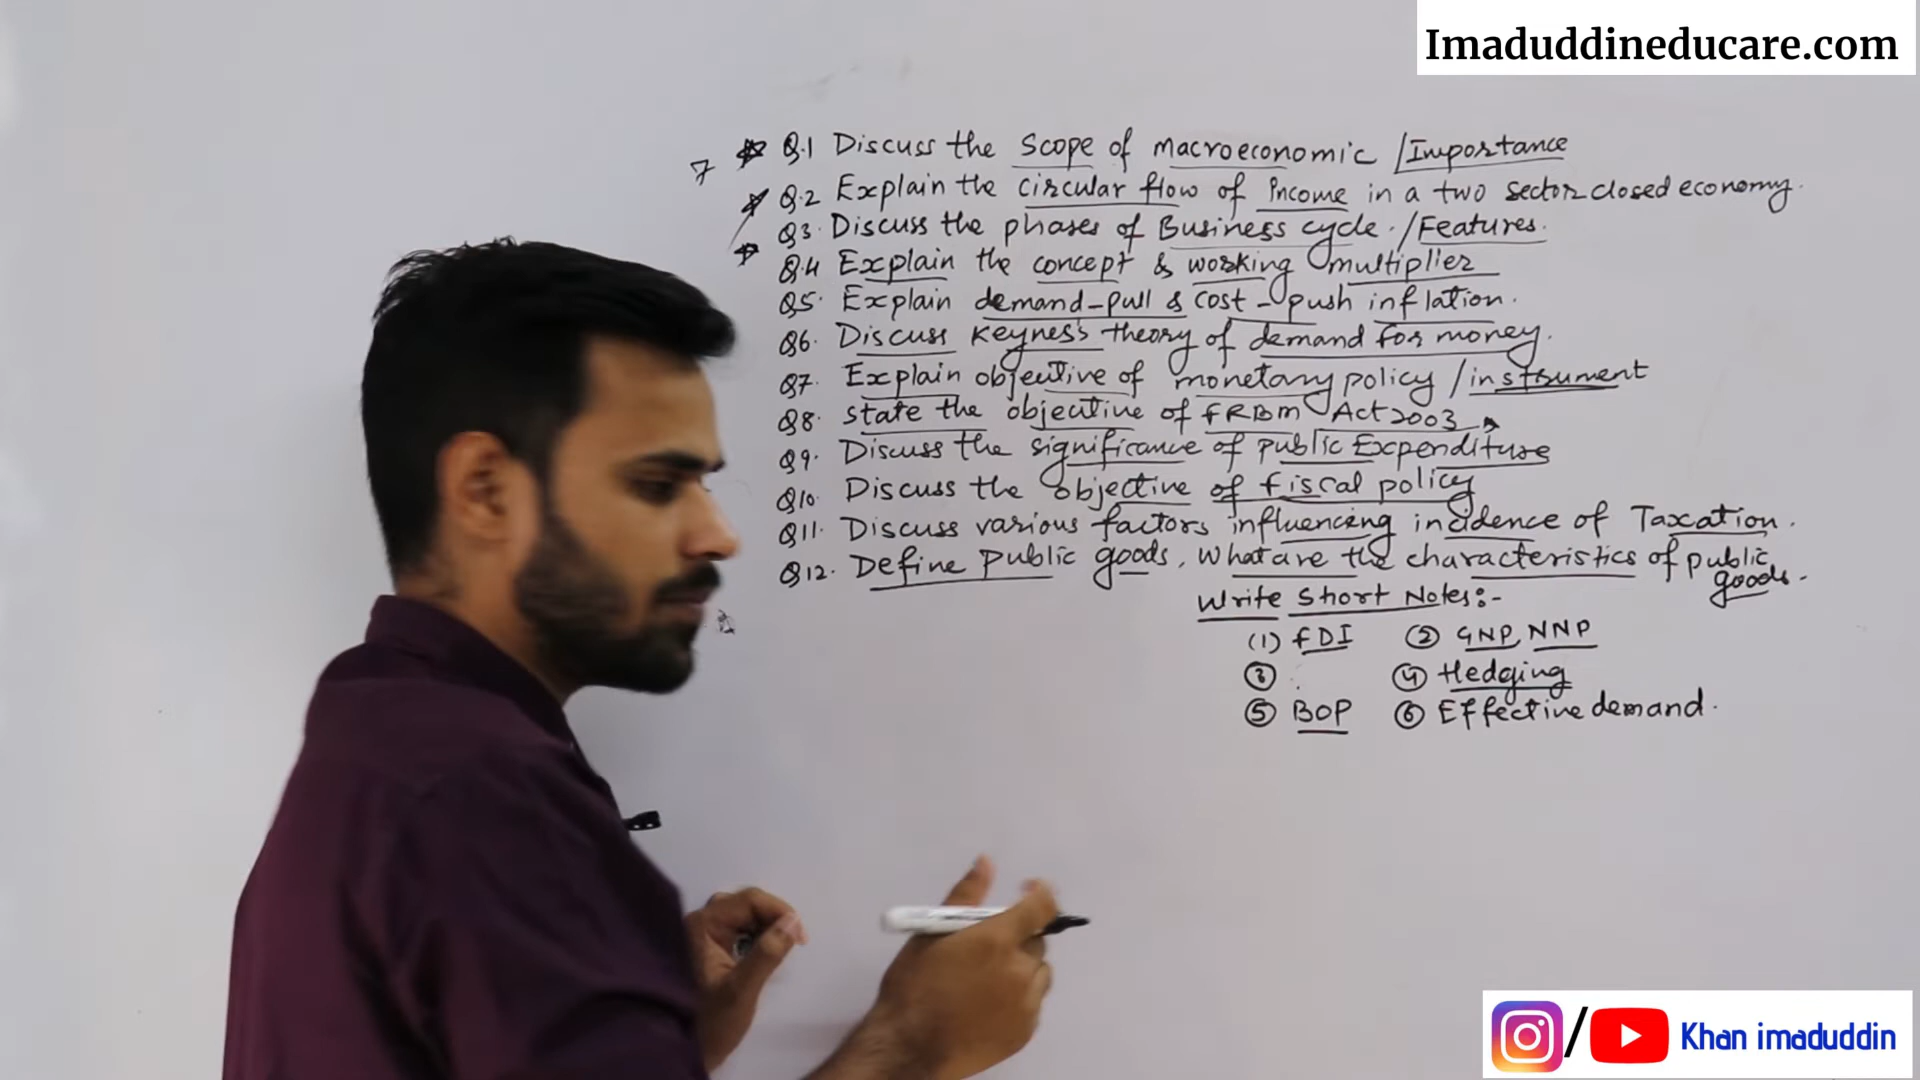 Imaduddineducare.com
Q.1 Discuss the Scope of macroeconomic / Importance
Q.2 Explain the circular flow of Income in a two sector closed economy.
Q3. Discuss the phases of Business cycle. / Features.
Q.4 Explain the concept & working multiplier
Q5. Explain demand-pull & cost-push inflation.
Q6. Discuss Keyness's theory of demand for money.
Q7. Explain objective of monetary policy / instrument
Q8. State the objective of FRBM Act 2003
Q9. Discuss the significance of public Expenditure
Q10. Discuss the objective of fiscal policy
Q11. Discuss various factors influencing incidence of Taxation.
Q12. Define Public goods. What are the characteristics of public goods.
Write Short Notes:-
(1) FDI (2) GNP, NNP
(3) (4) Hedging
(5) BOP (6) Effective demand.
Khan imaduddin